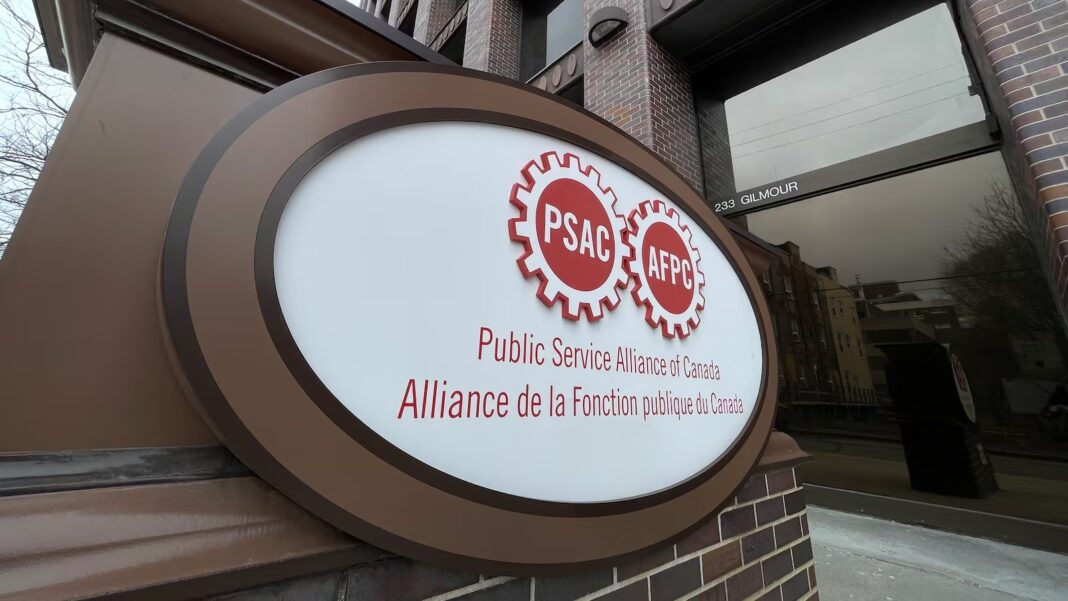 PSAC
AFPC
Public Service Alliance of Canada
Alliance de la Fonction publique du Canada
233 GILMOUR